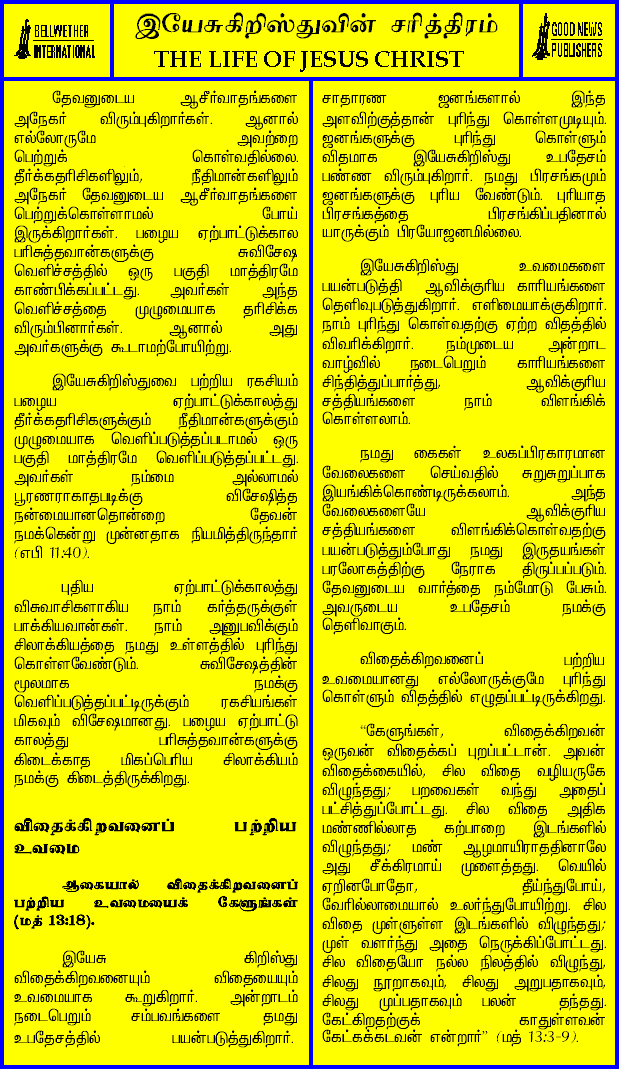 BELLWETHER
INTERNATIONAL
இயேசுகிறிஸ்துவின் சரித்திரம்
THE LIFE OF JESUS CHRIST
GOOD NEWS
PUBLISHERS
தேவனுடைய ஆசீர்வாதங்களை
அநேகர் விரும்புகிறார்கள். ஆனால்
எல்லோருமே அவற்றை
பெற்றுக் கொள்வதில்லை.
தீர்க்கதரிசிகளிலும், நீதிமான்களிலும்
அநேகர் தேவனுடைய ஆசீர்வாதங்களை
பெற்றுக்கொள்ளாமல் போய்
இருக்கிறார்கள். பழைய ஏற்பாட்டுக்கால
பரிசுத்தவான்களுக்கு சுவிசேஷ
வெளிச்சத்தில் ஒரு பகுதி மாத்திரமே
காண்பிக்கப்பட்டது. அவர்கள் அந்த
வெளிச்சத்தை முழுமையாக தரிசிக்க
விரும்பினார்கள். ஆனால் அது
அவர்களுக்கு கூடாமற்போயிற்று.
இயேசுகிறிஸ்துவை பற்றிய ரகசியம்
பழைய ஏற்பாட்டுக்காலத்து
தீர்க்கதரிசிகளுக்கும் நீதிமான்களுக்கும்
முழுமையாக வெளிப்படுத்தப்படாமல் ஒரு
பகுதி மாத்திரமே வெளிப்படுத்தப்பட்டது.
அவர்கள் நம்மை அல்லாமல்
பூரணராகாதபடிக்கு விசேஷித்த
நன்மையானதொன்றை தேவன்
நமக்கென்று முன்னதாக நியமித்திருந்தார்
(எபி 11:40).
புதிய ஏற்பாட்டுக்காலத்து
விசுவாசிகளாகிய நாம் கர்த்தருக்குள்
பாக்கியவான்கள். நாம் அனுபவிக்கும்
சிலாக்கியத்தை நமது உள்ளத்தில் புரிந்து
கொள்ளவேண்டும். சுவிசேஷத்தின்
மூலமாக நமக்கு
வெளிப்படுத்தப்பட்டிருக்கும் ரகசியங்கள்
மிகவும் விசேஷமானது. பழைய ஏற்பாட்டு
காலத்து பரிசுத்தவான்களுக்கு
கிடைக்காத மிகப்பெரிய சிலாக்கியம்
நமக்கு கிடைத்திருக்கிறது.
விதைக்கிறவனைப் பற்றிய
உவமை
ஆகையால் விதைக்கிறவனைப்
பற்றிய உவமையைக் கேளுங்கள்
(மத் 13:18).
இயேசு கிறிஸ்து
விதைக்கிறவனையும் விதையையும்
உவமையாக கூறுகிறார். அன்றாடம்
நடைபெறும் சம்பவங்களை தமது
உபதேசத்தில் பயன்படுத்துகிறார்.
சாதாரண ஜனங்களால் இந்த
அளவிற்குத்தான் புரிந்து கொள்ளமுடியும்.
ஜனங்களுக்கு புரிந்து கொள்ளும்
விதமாக இயேசுகிறிஸ்து உபதேசம்
பண்ண விரும்புகிறார். நமது பிரசங்கமும்
ஜனங்களுக்கு புரிய வேண்டும். புரியாத
பிரசங்கத்தை பிரசங்கிப்பதினால்
யாருக்கும் பிரயோஜனமில்லை.
இயேசுகிறிஸ்து உவமைகளை
பயன்படுத்தி ஆவிக்குரிய காரியங்களை
தெளிவுபடுத்துகிறார். எளிமையாக்குகிறார்.
நாம் புரிந்து கொள்வதற்கு ஏற்ற விதத்தில்
விவரிக்கிறார். நம்முடைய அன்றாட
வாழ்வில் நடைபெறும் காரியங்களை
சிந்தித்துப்பார்த்து, ஆவிக்குரிய
சத்தியங்களை நாம் விளங்கிக்
கொள்ளலாம்.
நமது கைகள் உலகப்பிரகாரமான
வேலைகளை செய்வதில் சுறுசுறுப்பாக
இயங்கிக்கொண்டிருக்கலாம். அந்த
வேலைகளையே ஆவிக்குரிய
சத்தியங்களை விளங்கிக்கொள்வதற்கு
பயன்படுத்தும்போது நமது இருதயங்கள்
பரலோகத்திற்கு நேராக திருப்பப்படும்.
தேவனுடைய வார்த்தை நம்மோடு பேசும்.
அவருடைய உபதேசம் நமக்கு
தெளிவாகும்.
விதைக்கிறவனைப் பற்றிய
உவமையானது எல்லோருக்குமே புரிந்து
கொள்ளும் விதத்தில் எழுதப்பட்டிருக்கிறது.
“கேளுங்கள், விதைக்கிறவன்
ஒருவன் விதைக்கப் புறப்பட்டான். அவன்
விதைக்கையில், சில விதை வழியருகே
விழுந்தது; பறவைகள் வந்து அதைப்
பட்சித்துப்போட்டது. சில விதை அதிக
மண்ணில்லாத கற்பாறை இடங்களில்
விழுந்தது; மண் ஆழமாயிராததினாலே
அது சீக்கிரமாய் முளைத்தது. வெயில்
ஏறினபோதோ, தீய்ந்துபோய்,
வேரில்லாமையால் உலர்ந்துபோயிற்று. சில
விதை முள்ளுள்ள இடங்களில் விழுந்தது;
முள் வளர்ந்து அதை நெருக்கிப்போட்டது.
சில விதையோ நல்ல நிலத்தில் விழுந்து,
சிலது நூறாகவும், சிலது அறுபதாகவும்,
சிலது முப்பதாகவும் பலன் தந்தது.
கேட்கிறதற்குக் காதுள்ளவன்
கேட்கக்கடவன் என்றார்” (மத் 13:3-9).